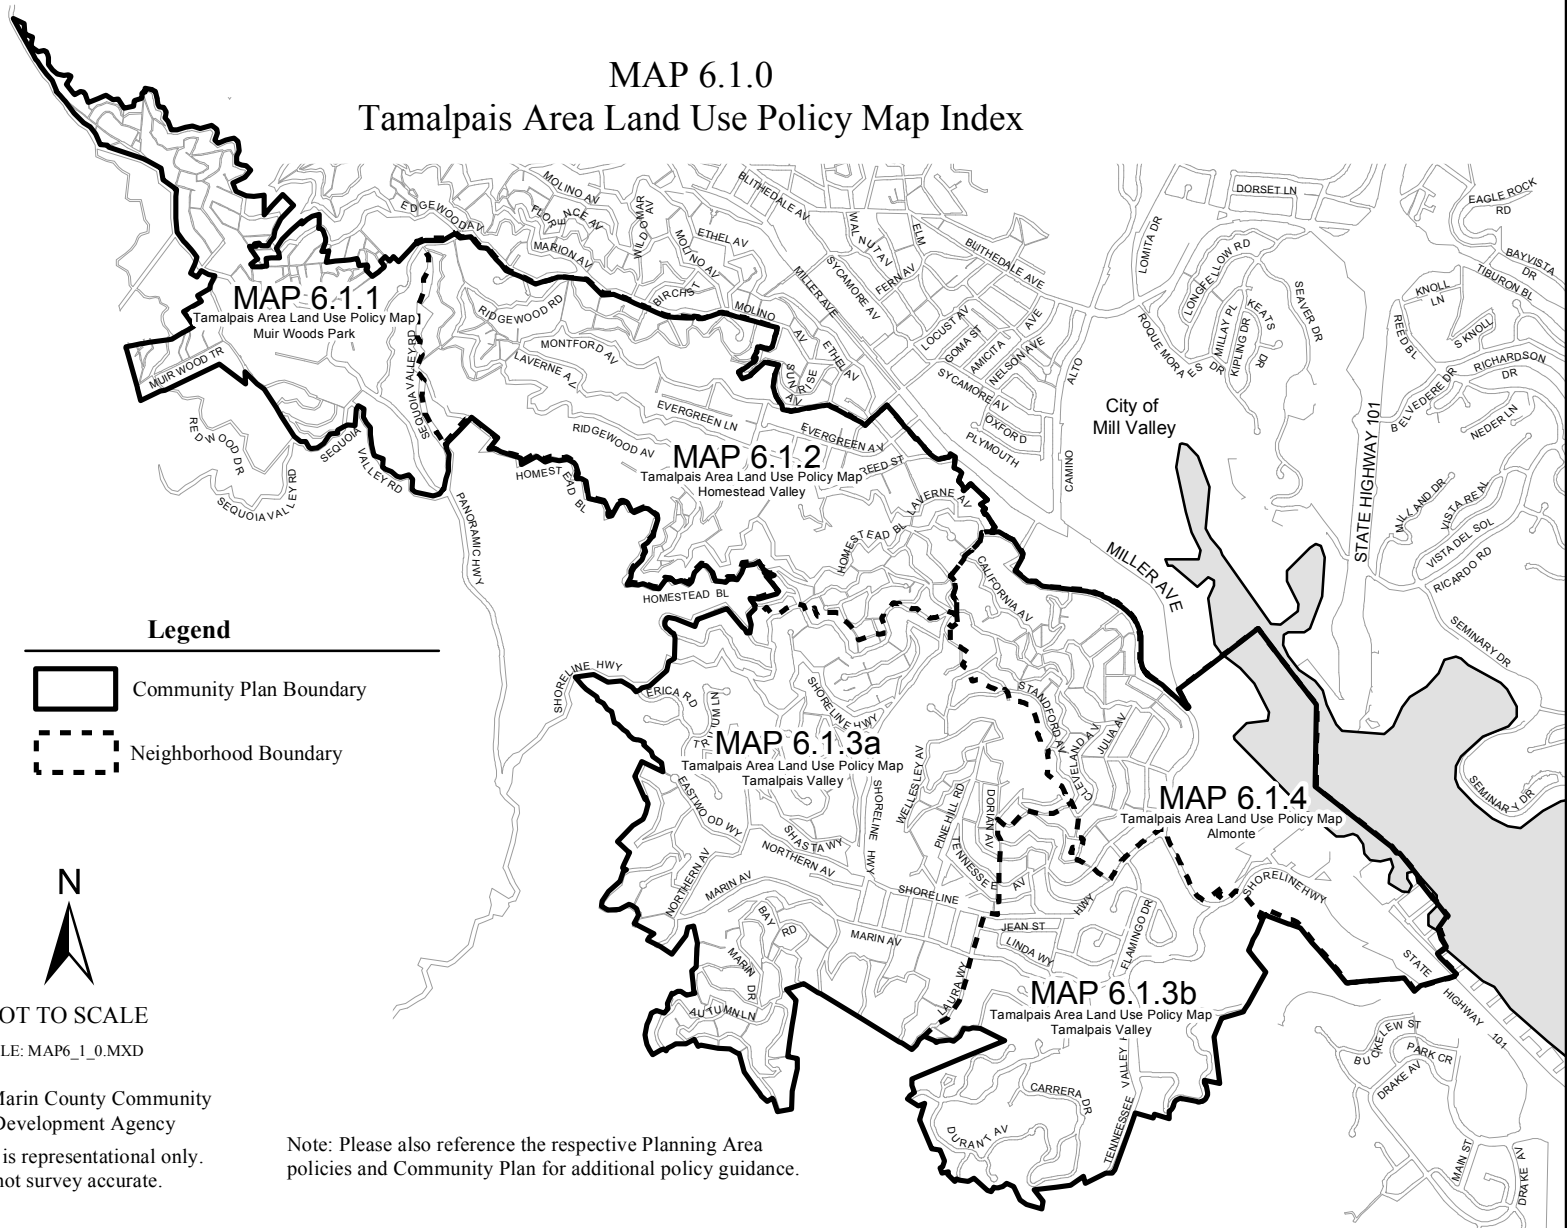 MAP 6.1.0
Tamalpais Area Land Use Policy Map Index
MOLINO AV
EDGEWOOD AV
FLORENCE AV
MARION AV
WILDOMAR AV
MOLINO AV
ETHEL AV
BLITHEDALE AV
WALNUT AV
ELM
SYCAMORE AV
FERN AV
BLITHEDALE AVE
MILLER AVE
LOMITA DR
DORSET LN
EAGLE ROCK RD
BAYVISTA DR
TIBURON BL
KNOLL LN
S KNOLL
REED BL
RICHARDSON DR
BELVEDERE DR
NEDER LN
LONGFELLOW RD
SEAVER DR
KEATS DR
MILLAY PL
KIPLING DR
ROQUE MORAES DR
BIRCH ST
MOLINO AV
ETHEL AV
SUNRISE AV
LOCUST AV
GOMA ST
AMICITA AVE
NELSON AVE
SYCAMORE AV
OXFORD
PLYMOUTH
CAMINO ALTO
City of
Mill Valley
STATE HIGHWAY 101
MAP 6.1.1
Tamalpais Area Land Use Policy Map
Muir Woods Park
MUIR WOOD TR
REDWOOD DR
SEQUOIA VALLEY RD
SEQUOIA VALLEY RD
SEQUOIA VALLEY RD
PANORAMIC HWY
RIDGEWOOD RD
MONTFORD AV
LAVERNE AV
EVERGREEN LN
EVERGREEN AV
RIDGEWOOD AV
REED ST
MAP 6.1.2
Tamalpais Area Land Use Policy Map
Homestead Valley
HOMESTEAD BL
LAVERNE AV
HOMESTEAD BL
HOMESTEAD BL
CALIFORNIA AV
MILLER AVE
VISTA REAL
VISTA DEL SOL
RICARDO RD
SEMINARY DR
SEMINARY DR
Legend
Community Plan Boundary
Neighborhood Boundary
SHORELINE HWY
ERICA RD
SHORELINE HWY
STANDFORD AV
CLEVELAND AV
JULIA AV
MAP 6.1.3a
Tamalpais Area Land Use Policy Map
Tamalpais Valley
MAP 6.1.4
Tamalpais Area Land Use Policy Map
Almonte
EASTWOOD WY
SHASTA WY
SHORELINE HWY
WELLESLEY AV
PINE HILL RD
DORIAN AV
TENNESSEE AV
NORTHERN AV
NORTHERN AV
MARIN AV
SHORELINE HWY
SHORELINE HWY
BAY RD
MARIN DR
MARIN AV
JEAN ST
LINDA WY
FLAMINGO DR
LAURA WY
AUTUMN LN
STATE HIGHWAY 101
MAP 6.1.3b
Tamalpais Area Land Use Policy Map
Tamalpais Valley
CARRERA DR
DURANT AV
TENNEESSEE VALLEY
BUCKELEW ST
PARK CR
DRAKE AV
MAIN ST
DRAKE AV
N
OT TO SCALE
LE: MAP6_1_0.MXD
Marin County Community
Development Agency
is representational only.
not survey accurate.
Note: Please also reference the respective Planning Area
policies and Community Plan for additional policy guidance.